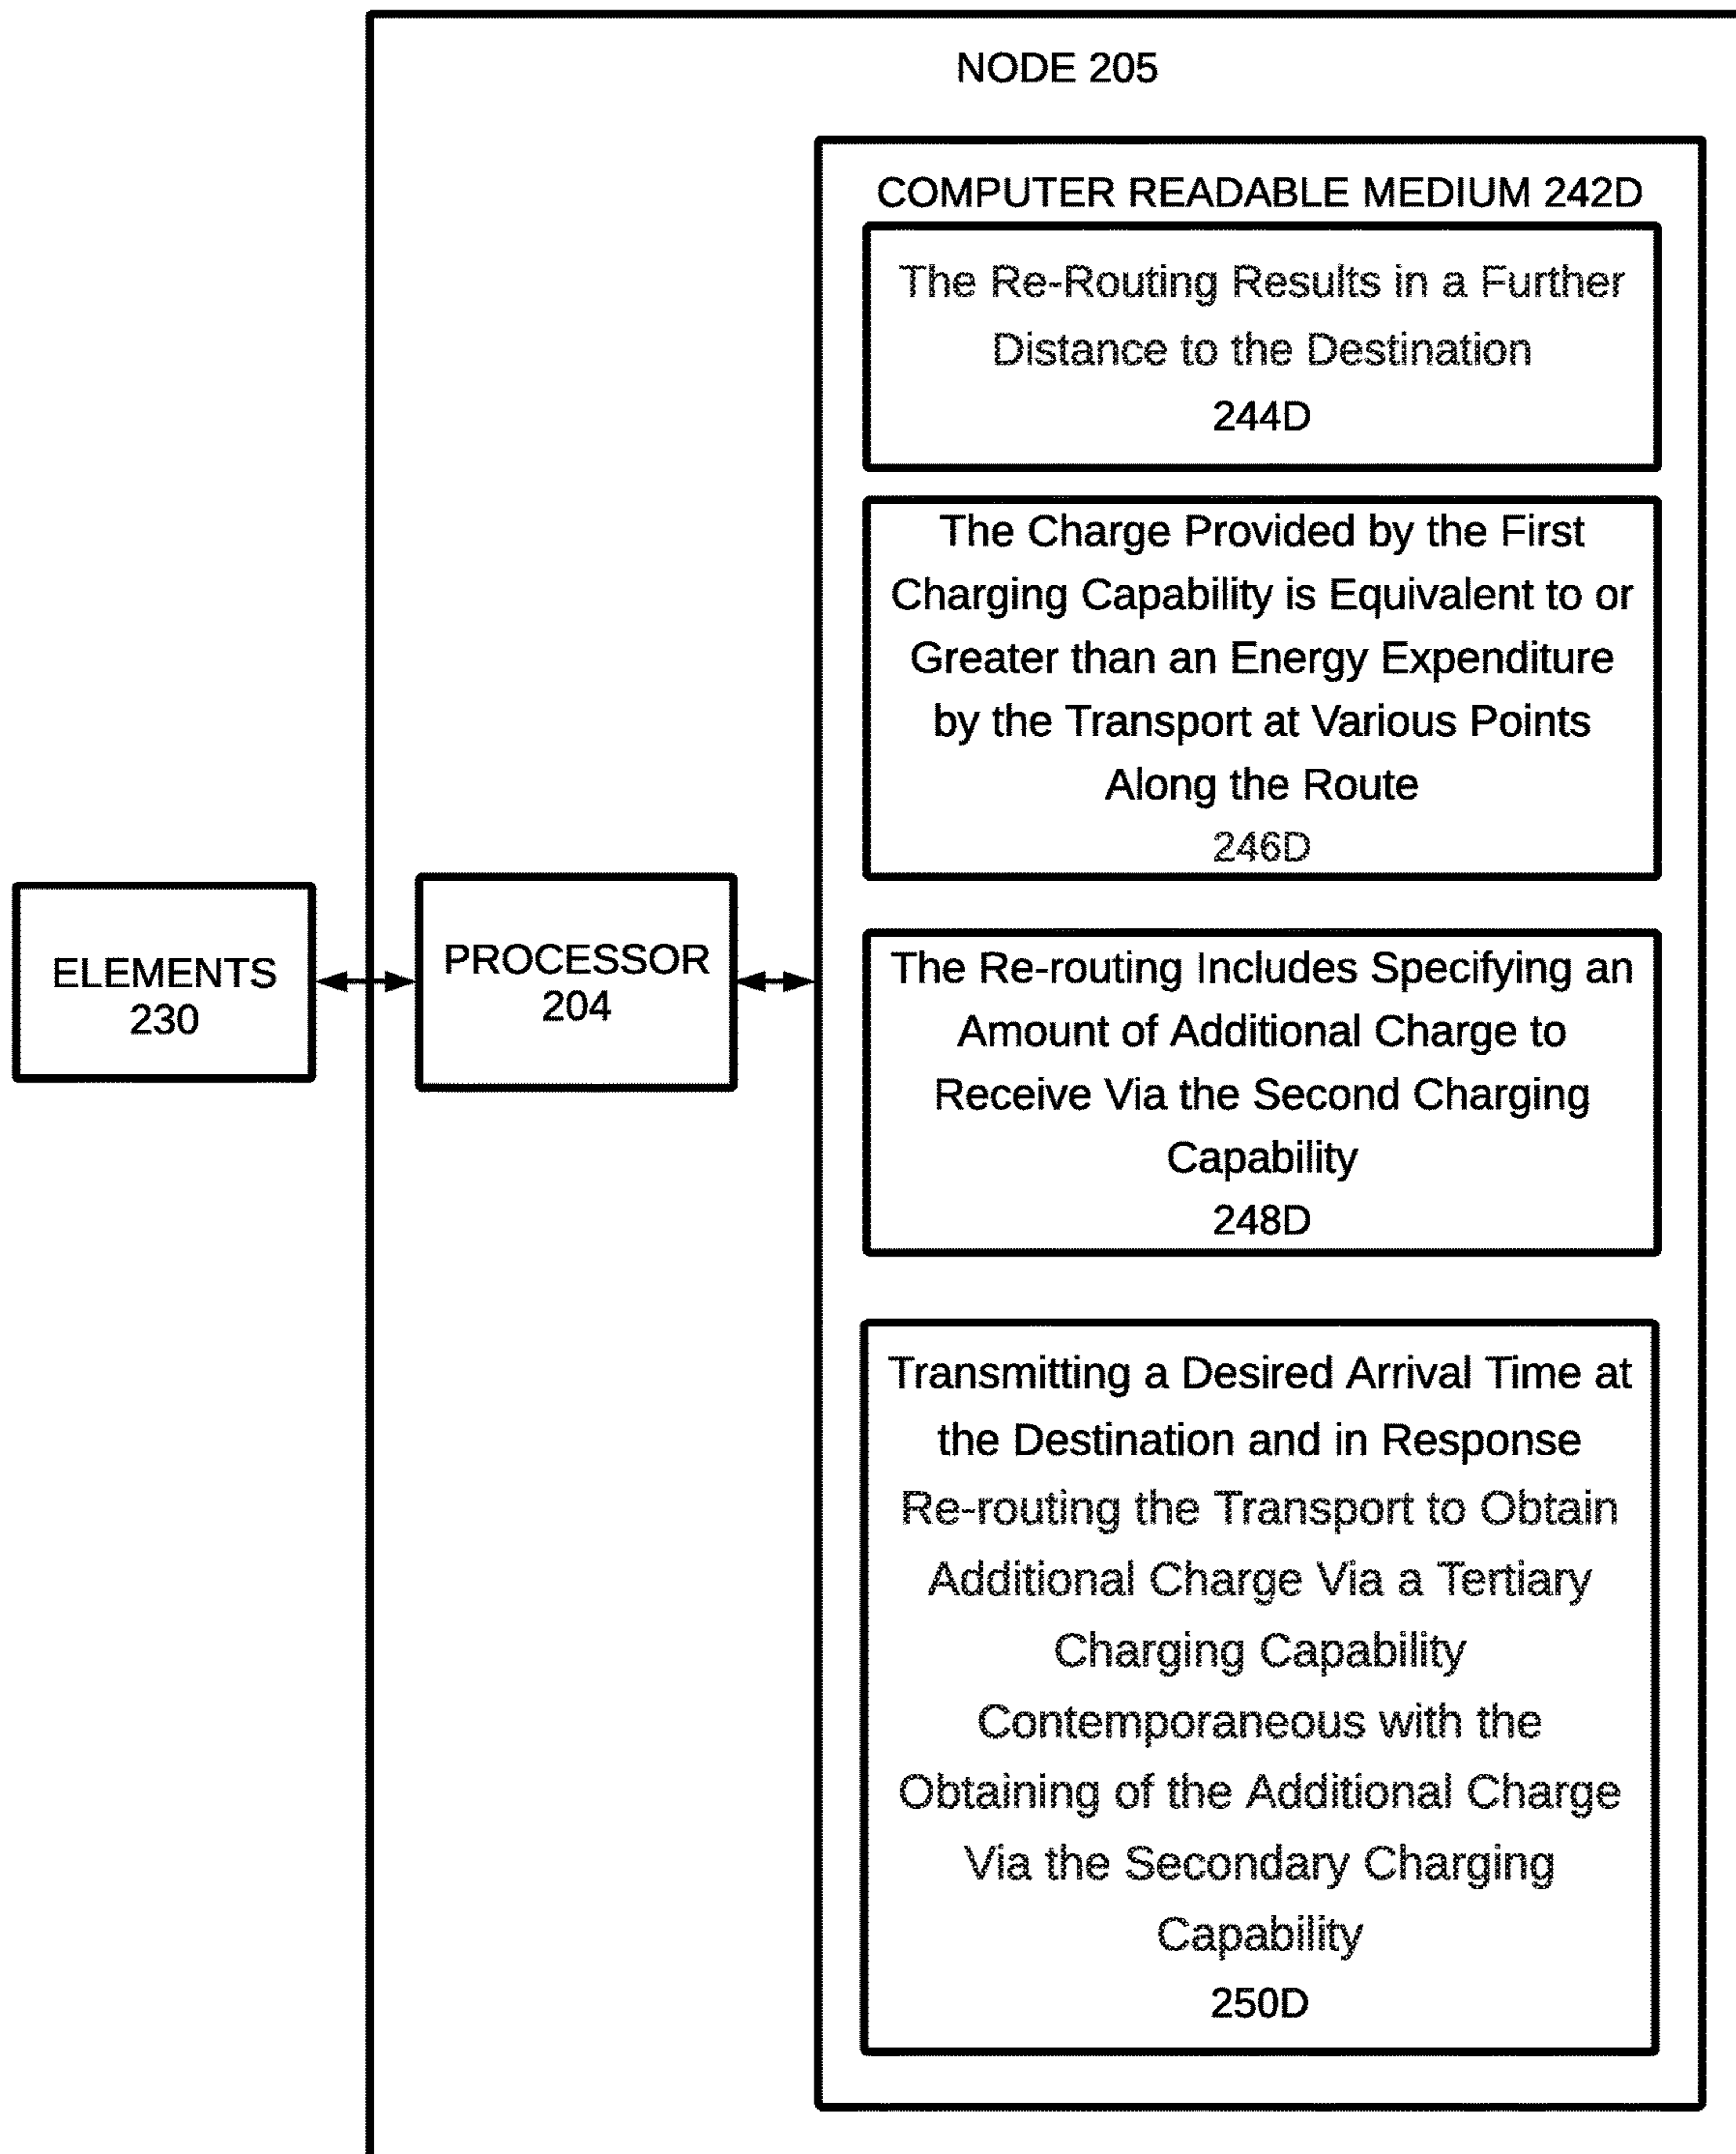 NODE 205
COMPUTER READABLE MEDIUM 242D
The Re-Routing Results in a Further
Distance to the Destination
244D
The Charge Provided by the First
Charging Capability is Equivalent to or
Greater than an Energy Expenditure
by the Transport at Various Points
Along the Route
246D
ELEMENTS
230
PROCESSOR
204
The Re-routing Includes Specifying an
Amount of Additional Charge to
Receive Via the Second Charging
Capability
248D
Transmitting a Desired Arrival Time at
the Destination and in Response
Re-routing the Transport to Obtain
Additional Charge Via a Tertiary
Charging Capability
Contemporaneous with the
Obtaining of the Additional Charge
Via the Secondary Charging
Capability
250D